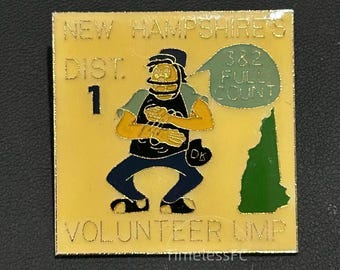 NEW HAMPSHIRE'S
DIST.
1
3&2
FULL
COUNT
DK
VOLUNTEER UMP
TimelessFC